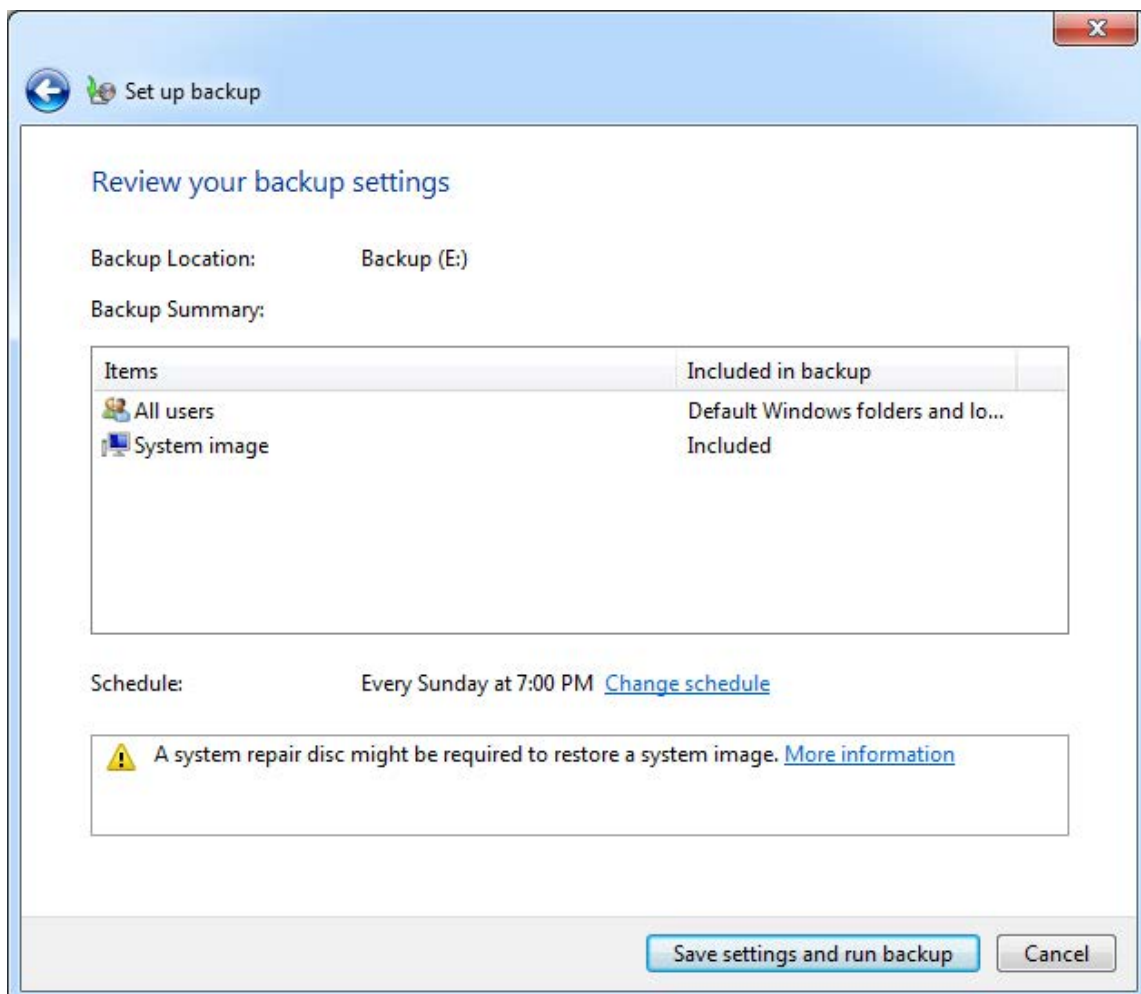 Set up backup
Review your backup settings
Backup Location: Backup (E:)
Backup Summary:
Items Included in backup
All users Default Windows folders and lo...
System image Included
Schedule: Every Sunday at 7:00 PM Change schedule
A system repair disc might be required to restore a system image. More information
Save settings and run backup Cancel